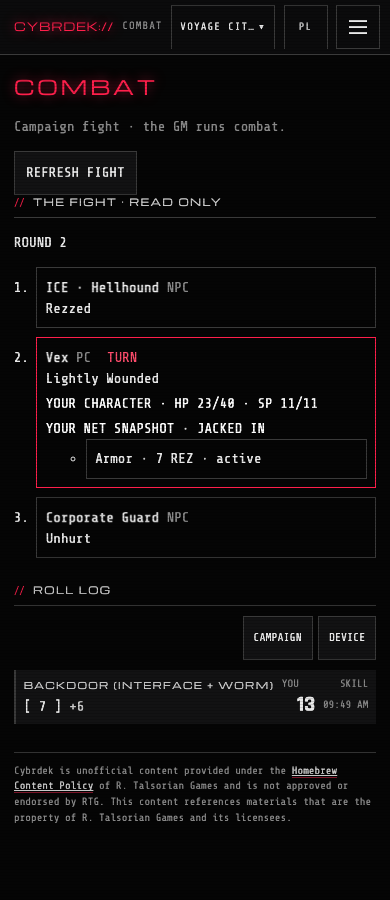 CYBRDEK:// COMBAT VOYAGE CIT… ▾ PL
COMBAT
Campaign fight · the GM runs combat.
REFRESH FIGHT
// THE FIGHT · READ ONLY
ROUND 2
1. ICE · Hellhound NPC
Rezzed
2. Vex PC TURN
Lightly Wounded
YOUR CHARACTER · HP 23/40 · SP 11/11
YOUR NET SNAPSHOT · JACKED IN
Armor · 7 REZ · active
3. Corporate Guard NPC
Unhurt
// ROLL LOG
CAMPAIGN DEVICE
BACKDOOR (INTERFACE + WORM) YOU SKILL
[ 7 ] +6 13 09:49 AM
Cybrdek is unofficial content provided under the Homebrew
Content Policy of R. Talsorian Games and is not approved or
endorsed by RTG. This content references materials that are the
property of R. Talsorian Games and its licensees.